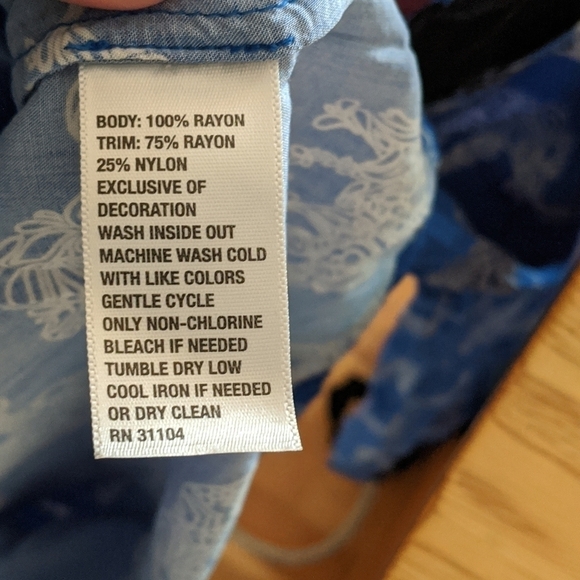 BODY: 100% RAYON
TRIM: 75% RAYON
25% NYLON
EXCLUSIVE OF
DECORATION
WASH INSIDE OUT
MACHINE WASH COLD
WITH LIKE COLORS
GENTLE CYCLE
ONLY NON-CHLORINE
BLEACH IF NEEDED
TUMBLE DRY LOW
COOL IRON IF NEEDED
OR DRY CLEAN
RN 31104